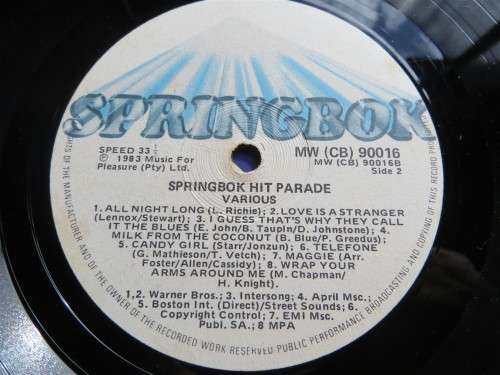 SPRINGBOK
SPEED 33 1/3
℗ 1983 Music For
Pleasure (Pty) Ltd.
MW (CB) 90016
MW (CB) 90016B
Side 2
SPRINGBOK HIT PARADE
VARIOUS
1. ALL NIGHT LONG (L. Richie); 2. LOVE IS A STRANGER
(Lennox/Stewart); 3. I GUESS THAT'S WHY THEY CALL
IT THE BLUES (E. John/B. Taupin/D. Johnstone); 4.
MILK FROM THE COCONUT (B. Blue/P. Greedus);
5. CANDY GIRL (Starr/Jonzun); 6. TELEFONE
(G. Mathieson/T. Vetch); 7. MAGGIE (Arr.
Foster/Allen/Cassidy); 8. WRAP YOUR
ARMS AROUND ME (M. Chapman/
H. Knight).
1,2. Warner Bros.; 3. Intersong; 4. April Msc.;
5. Boston Int. (Direct)/Street Sounds; 6.
Copyright Control; 7. EMI Msc.
Publ. SA.; 8 MPA
OF THE MANUFACTURER AND OF THE OWNER OF THE RECORDED WORK RESERVED PUBLIC PERFORMANCE BROADCASTING AND COPYING OF THIS RECORD